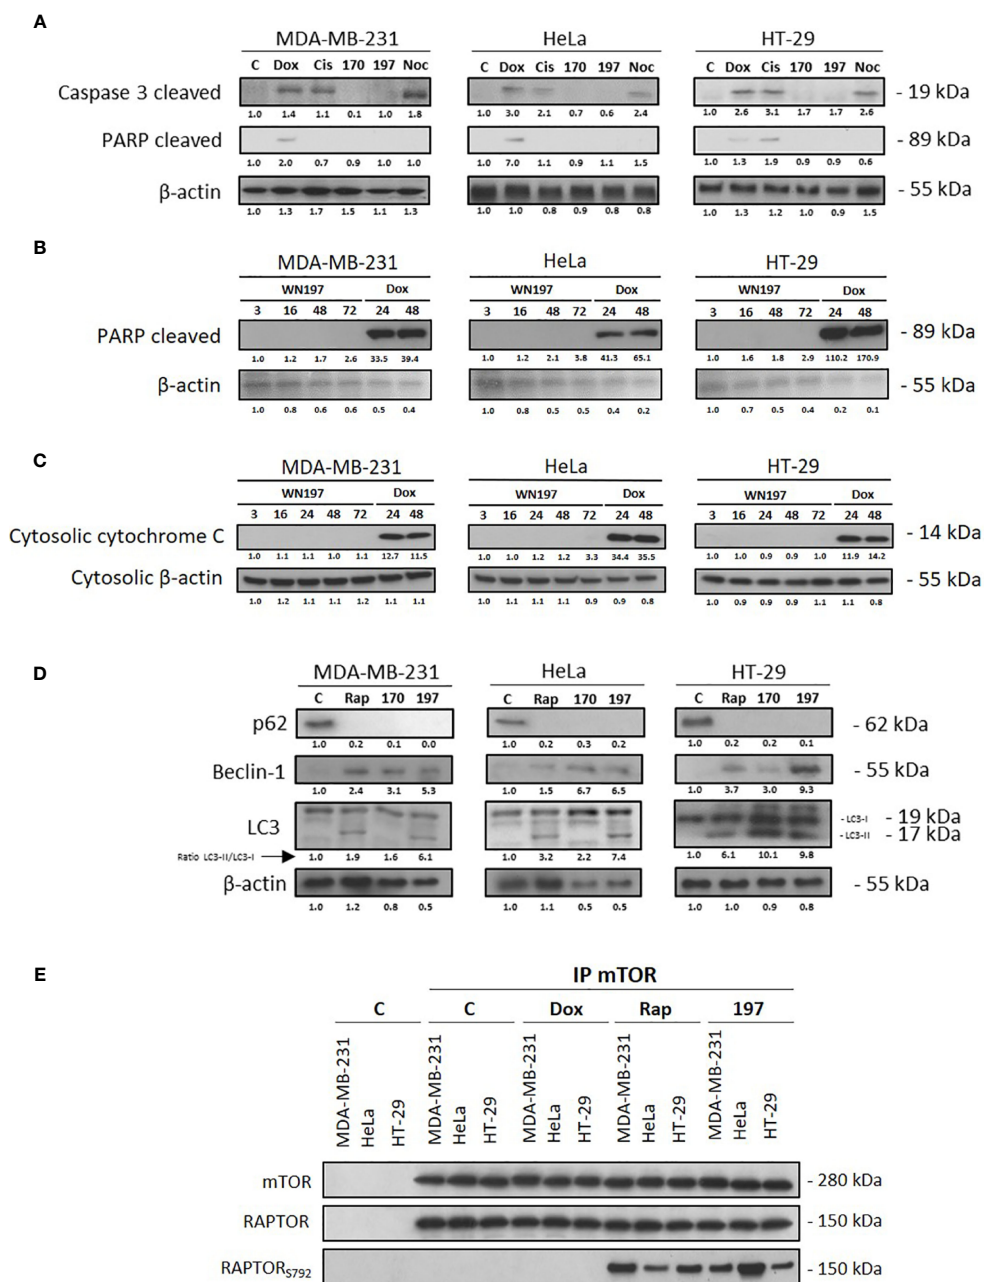 A
MDA-MB-231 HeLa HT-29
C Dox Cis 170 197 Noc C Dox Cis 170 197 Noc C Dox Cis 170 197 Noc
Caspase 3 cleaved - 19 kDa
1.0 1.4 1.1 0.1 1.0 1.8 1.0 3.0 2.1 0.7 0.6 2.4 1.0 2.6 3.1 1.7 1.7 2.6
PARP cleaved - 89 kDa
1.0 2.0 0.7 0.9 1.0 1.0 1.0 7.0 1.1 0.9 1.1 1.5 1.0 1.3 1.9 0.9 0.9 0.6
β-actin - 55 kDa
1.0 1.3 1.7 1.5 1.1 1.3 1.0 1.0 0.8 0.9 0.8 0.8 1.0 1.3 1.2 1.0 0.9 1.5
B
MDA-MB-231 HeLa HT-29
WN197 Dox WN197 Dox WN197 Dox
3 16 48 72 24 48 3 16 48 72 24 48 3 16 48 72 24 48
PARP cleaved - 89 kDa
1.0 1.2 1.7 2.6 33.5 39.4 1.0 1.2 2.1 3.8 41.3 65.1 1.0 1.6 1.8 2.9 110.2 170.9
β-actin - 55 kDa
1.0 0.8 0.6 0.6 0.5 0.4 1.0 0.8 0.5 0.5 0.4 0.2 1.0 0.7 0.5 0.4 0.2 0.1
C
MDA-MB-231 HeLa HT-29
WN197 Dox WN197 Dox WN197 Dox
3 16 24 48 72 24 48 3 16 24 48 72 24 48 3 16 24 48 72 24 48
Cytosolic cytochrome C - 14 kDa
1.0 1.1 1.1 1.0 1.1 12.7 11.5 1.0 1.0 1.2 1.2 3.3 34.4 35.5 1.0 1.0 0.9 0.9 1.0 11.9 14.2
Cytosolic β-actin - 55 kDa
1.0 1.2 1.1 1.1 1.2 1.1 1.1 1.0 1.1 1.1 1.1 0.9 0.9 0.8 1.0 0.9 0.9 0.9 1.1 1.1 0.8
D
MDA-MB-231 HeLa HT-29
C Rap 170 197 C Rap 170 197 C Rap 170 197
p62 - 62 kDa
1.0 0.2 0.1 0.0 1.0 0.2 0.3 0.2 1.0 0.2 0.2 0.1
Beclin-1 - 55 kDa
1.0 2.4 3.1 5.3 1.0 1.5 6.7 6.5 1.0 3.7 3.0 9.3
LC3 - LC3-I - 19 kDa
- LC3-II - 17 kDa
Ratio LC3-II/LC3-I 1.0 1.9 1.6 6.1 1.0 3.2 2.2 7.4 1.0 6.1 10.1 9.8
β-actin - 55 kDa
1.0 1.2 0.8 0.5 1.0 1.1 0.5 0.5 1.0 1.0 0.9 0.8
E
IP mTOR
C C Dox Rap 197
MDA-MB-231 HeLa HT-29 MDA-MB-231 HeLa HT-29 MDA-MB-231 HeLa HT-29 MDA-MB-231 HeLa HT-29 MDA-MB-231 HeLa HT-29
mTOR - 280 kDa
RAPTOR - 150 kDa
RAPTORS792 - 150 kDa